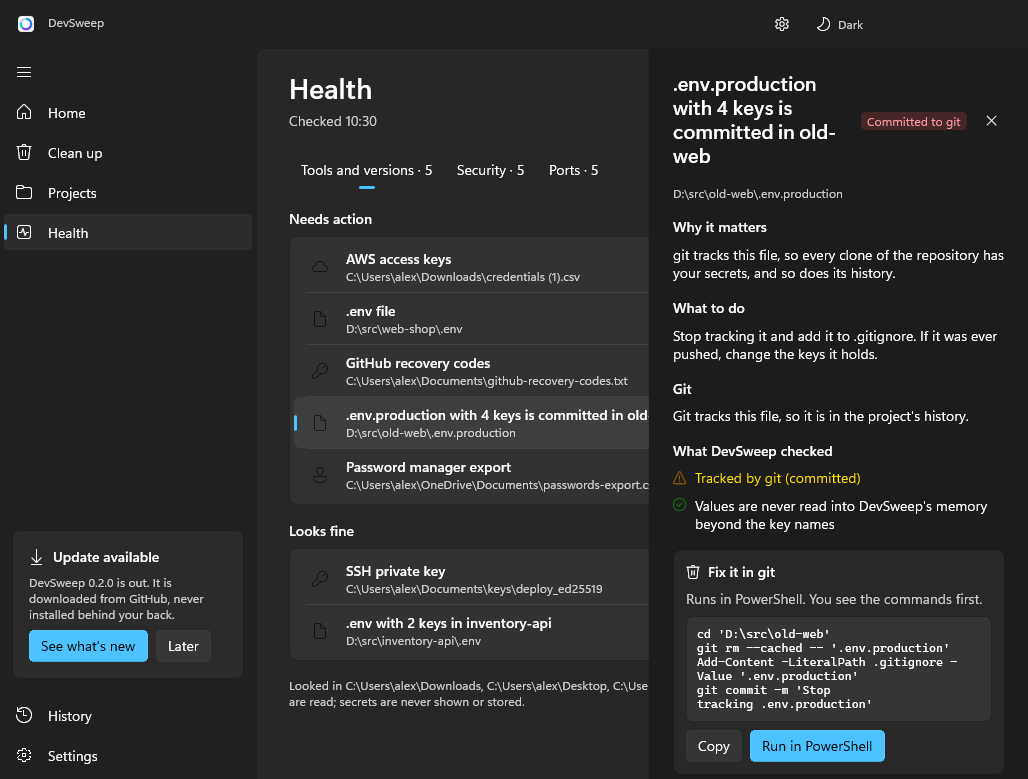 DevSweep
Dark
Home
Clean up
Projects
Health
Update available
DevSweep 0.2.0 is out. It is
downloaded from GitHub, never
installed behind your back.
See what's new
Later
History
Settings
Health
Checked 10:30
Tools and versions · 5
Security · 5
Ports · 5
Needs action
AWS access keys
C:\Users\alex\Downloads\credentials (1).csv
.env file
D:\src\web-shop\.env
GitHub recovery codes
C:\Users\alex\Documents\github-recovery-codes.txt
.env.production with 4 keys is committed in old-
D:\src\old-web\.env.production
Password manager export
C:\Users\alex\OneDrive\Documents\passwords-export.c
Looks fine
SSH private key
C:\Users\alex\Documents\keys\deploy_ed25519
.env with 2 keys in inventory-api
D:\src\inventory-api\.env
Looked in C:\Users\alex\Downloads, C:\Users\alex\Desktop, C:\Use
are read; secrets are never shown or stored.
.env.production
with 4 keys is
committed in old-
web
Committed to git
D:\src\old-web\.env.production
Why it matters
git tracks this file, so every clone of the repository has
your secrets, and so does its history.
What to do
Stop tracking it and add it to .gitignore. If it was ever
pushed, change the keys it holds.
Git
Git tracks this file, so it is in the project's history.
What DevSweep checked
Tracked by git (committed)
Values are never read into DevSweep's memory
beyond the key names
Fix it in git
Runs in PowerShell. You see the commands first.
cd 'D:\src\old-web'
git rm --cached -- '.env.production'
Add-Content -LiteralPath .gitignore -
Value '.env.production'
git commit -m 'Stop
tracking .env.production'
Copy
Run in PowerShell